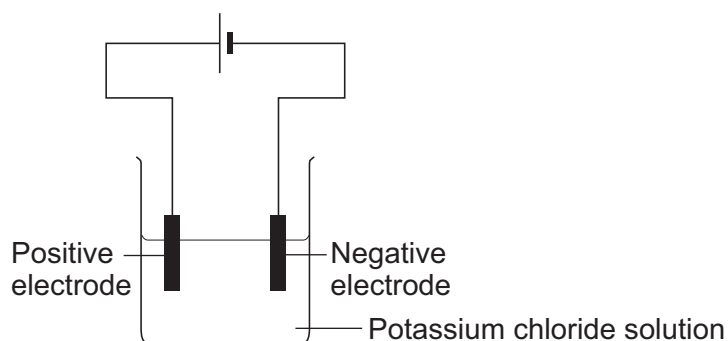 Positive
electrode
Negative
electrode
Potassium chloride solution